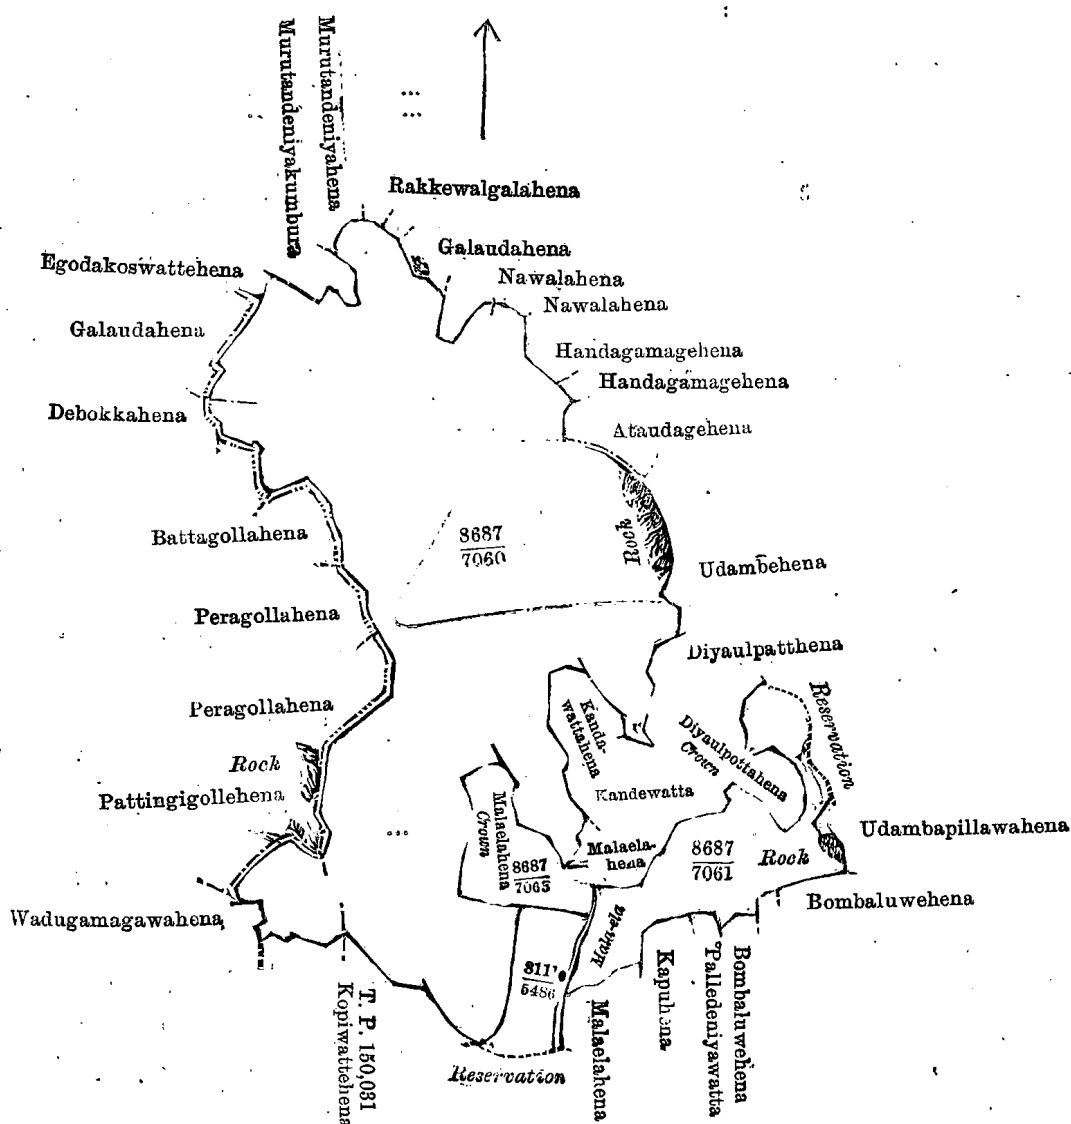 Murutandeniyakumbura
Murutandeniyahena
Rakkewalgalahena
Galaudahena
Egodakoswattehena
Nawalahena
Nawalahena
Galaudahena
Handagamagehena
Handagamagehena
Debokkahena
Ataudagehena
Rock
8687
7060
Battagollahena
Udambehena
Peragollahena
Diyaulpatthena
Peragollahena
Rock
Pattingigollehena
Kanda-
wattahena
Kandewatta
Diyaulpottahena
Crown
Reservation
Malaelahena
Crown
8687
7063
Malaela-
hena
8687
7061
Rock
Udambapillawahena
Bombaluwehena
Wadugamagawahena
Mala-ela
5486
Malaelahena
Kapuhena
Palledeniyawatta
Bombaluwehena
T. P. 150,031
Kopiwattehena
Reservation